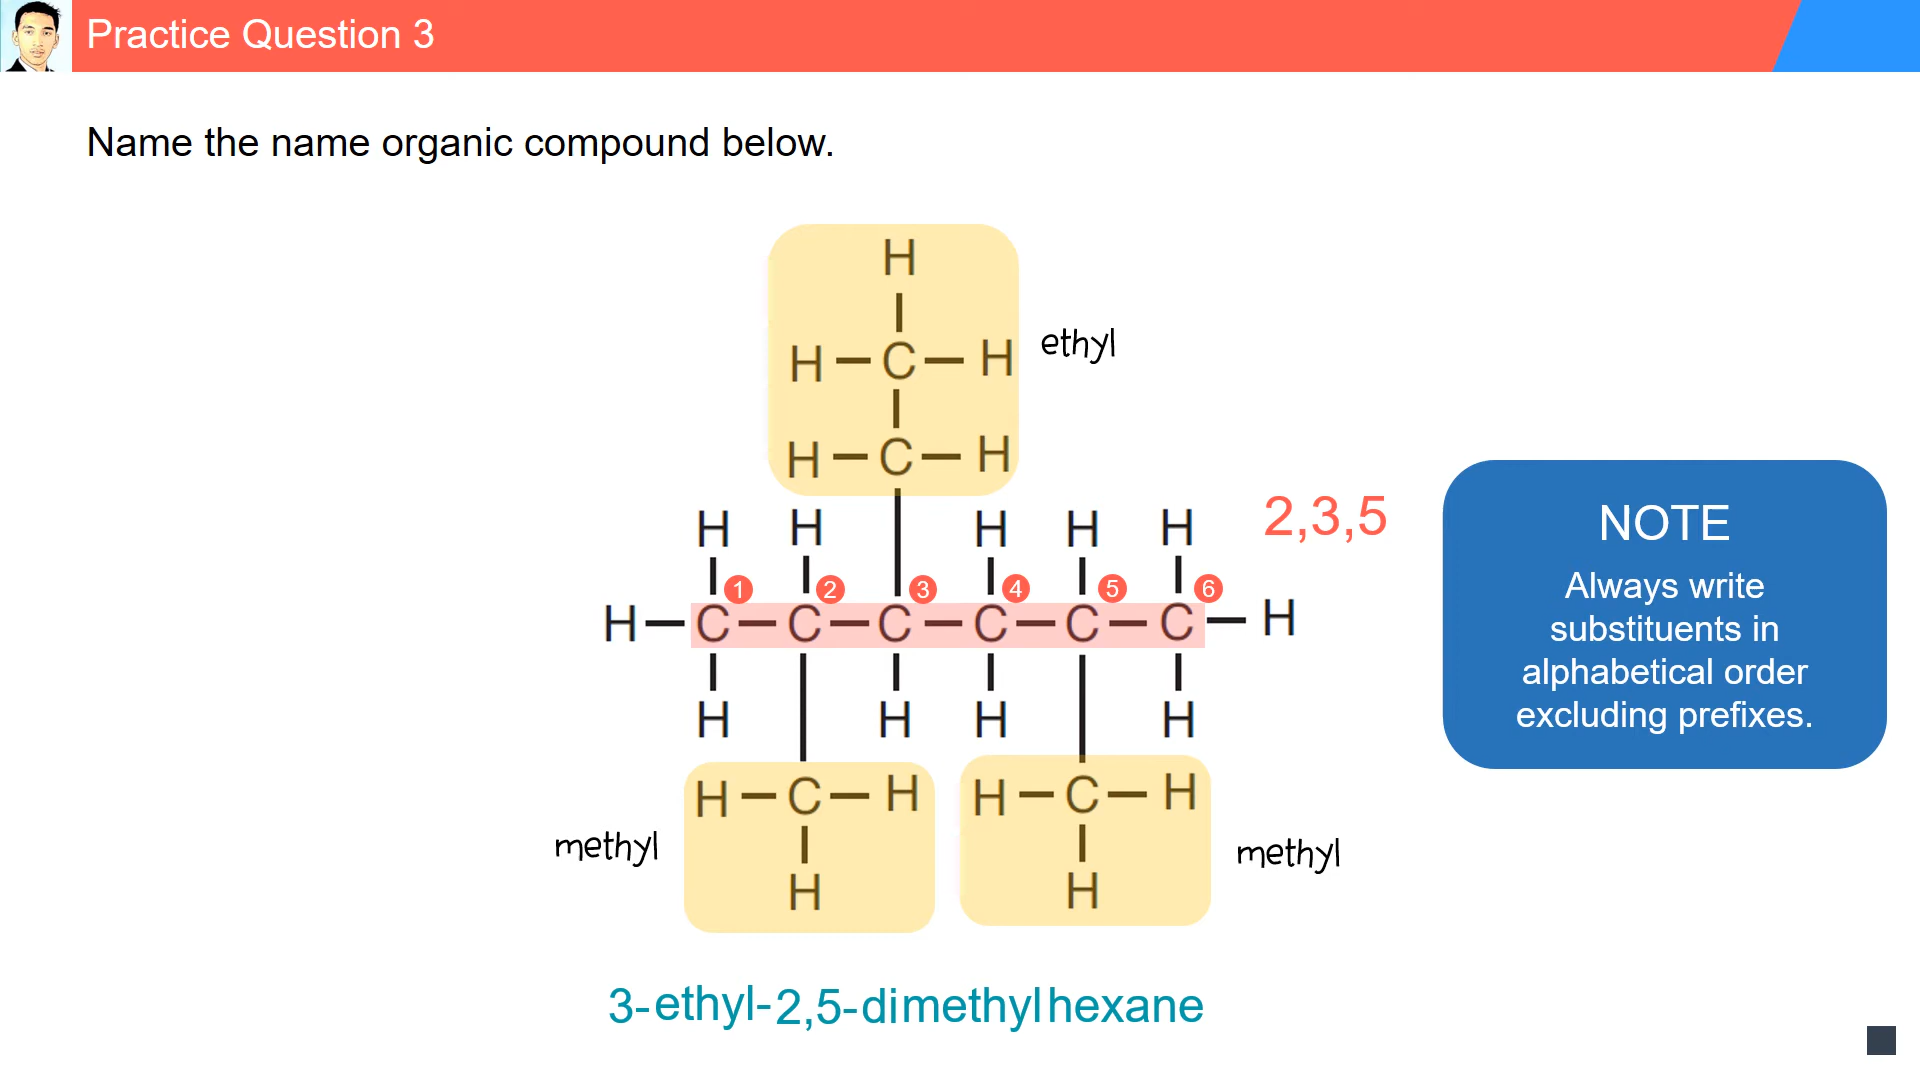 Practice Question 3
Name the name organic compound below.
H
H C H ethyl
H C H
H H H H H 2,3,5
1 2 3 4 5 6
H C C C C C C H
H H H H
H C H H C H
methyl methyl
H H
3-ethyl-2,5-dimethylhexane
NOTE
Always write
substituents in
alphabetical order
excluding prefixes.